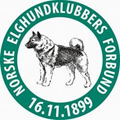 NORSKE ELGHUNDKLUBBERS FORBUND
16.11.1899